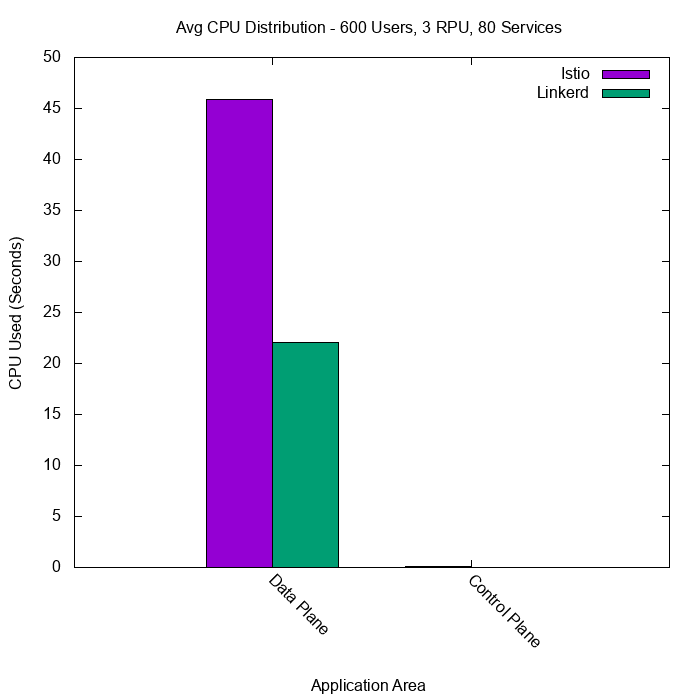 Avg CPU Distribution - 600 Users, 3 RPU, 80 Services
Istio
Linkerd
50
45
40
35
30
25
20
15
10
5
0
CPU Used (Seconds)
Data Plane
Control Plane
Application Area